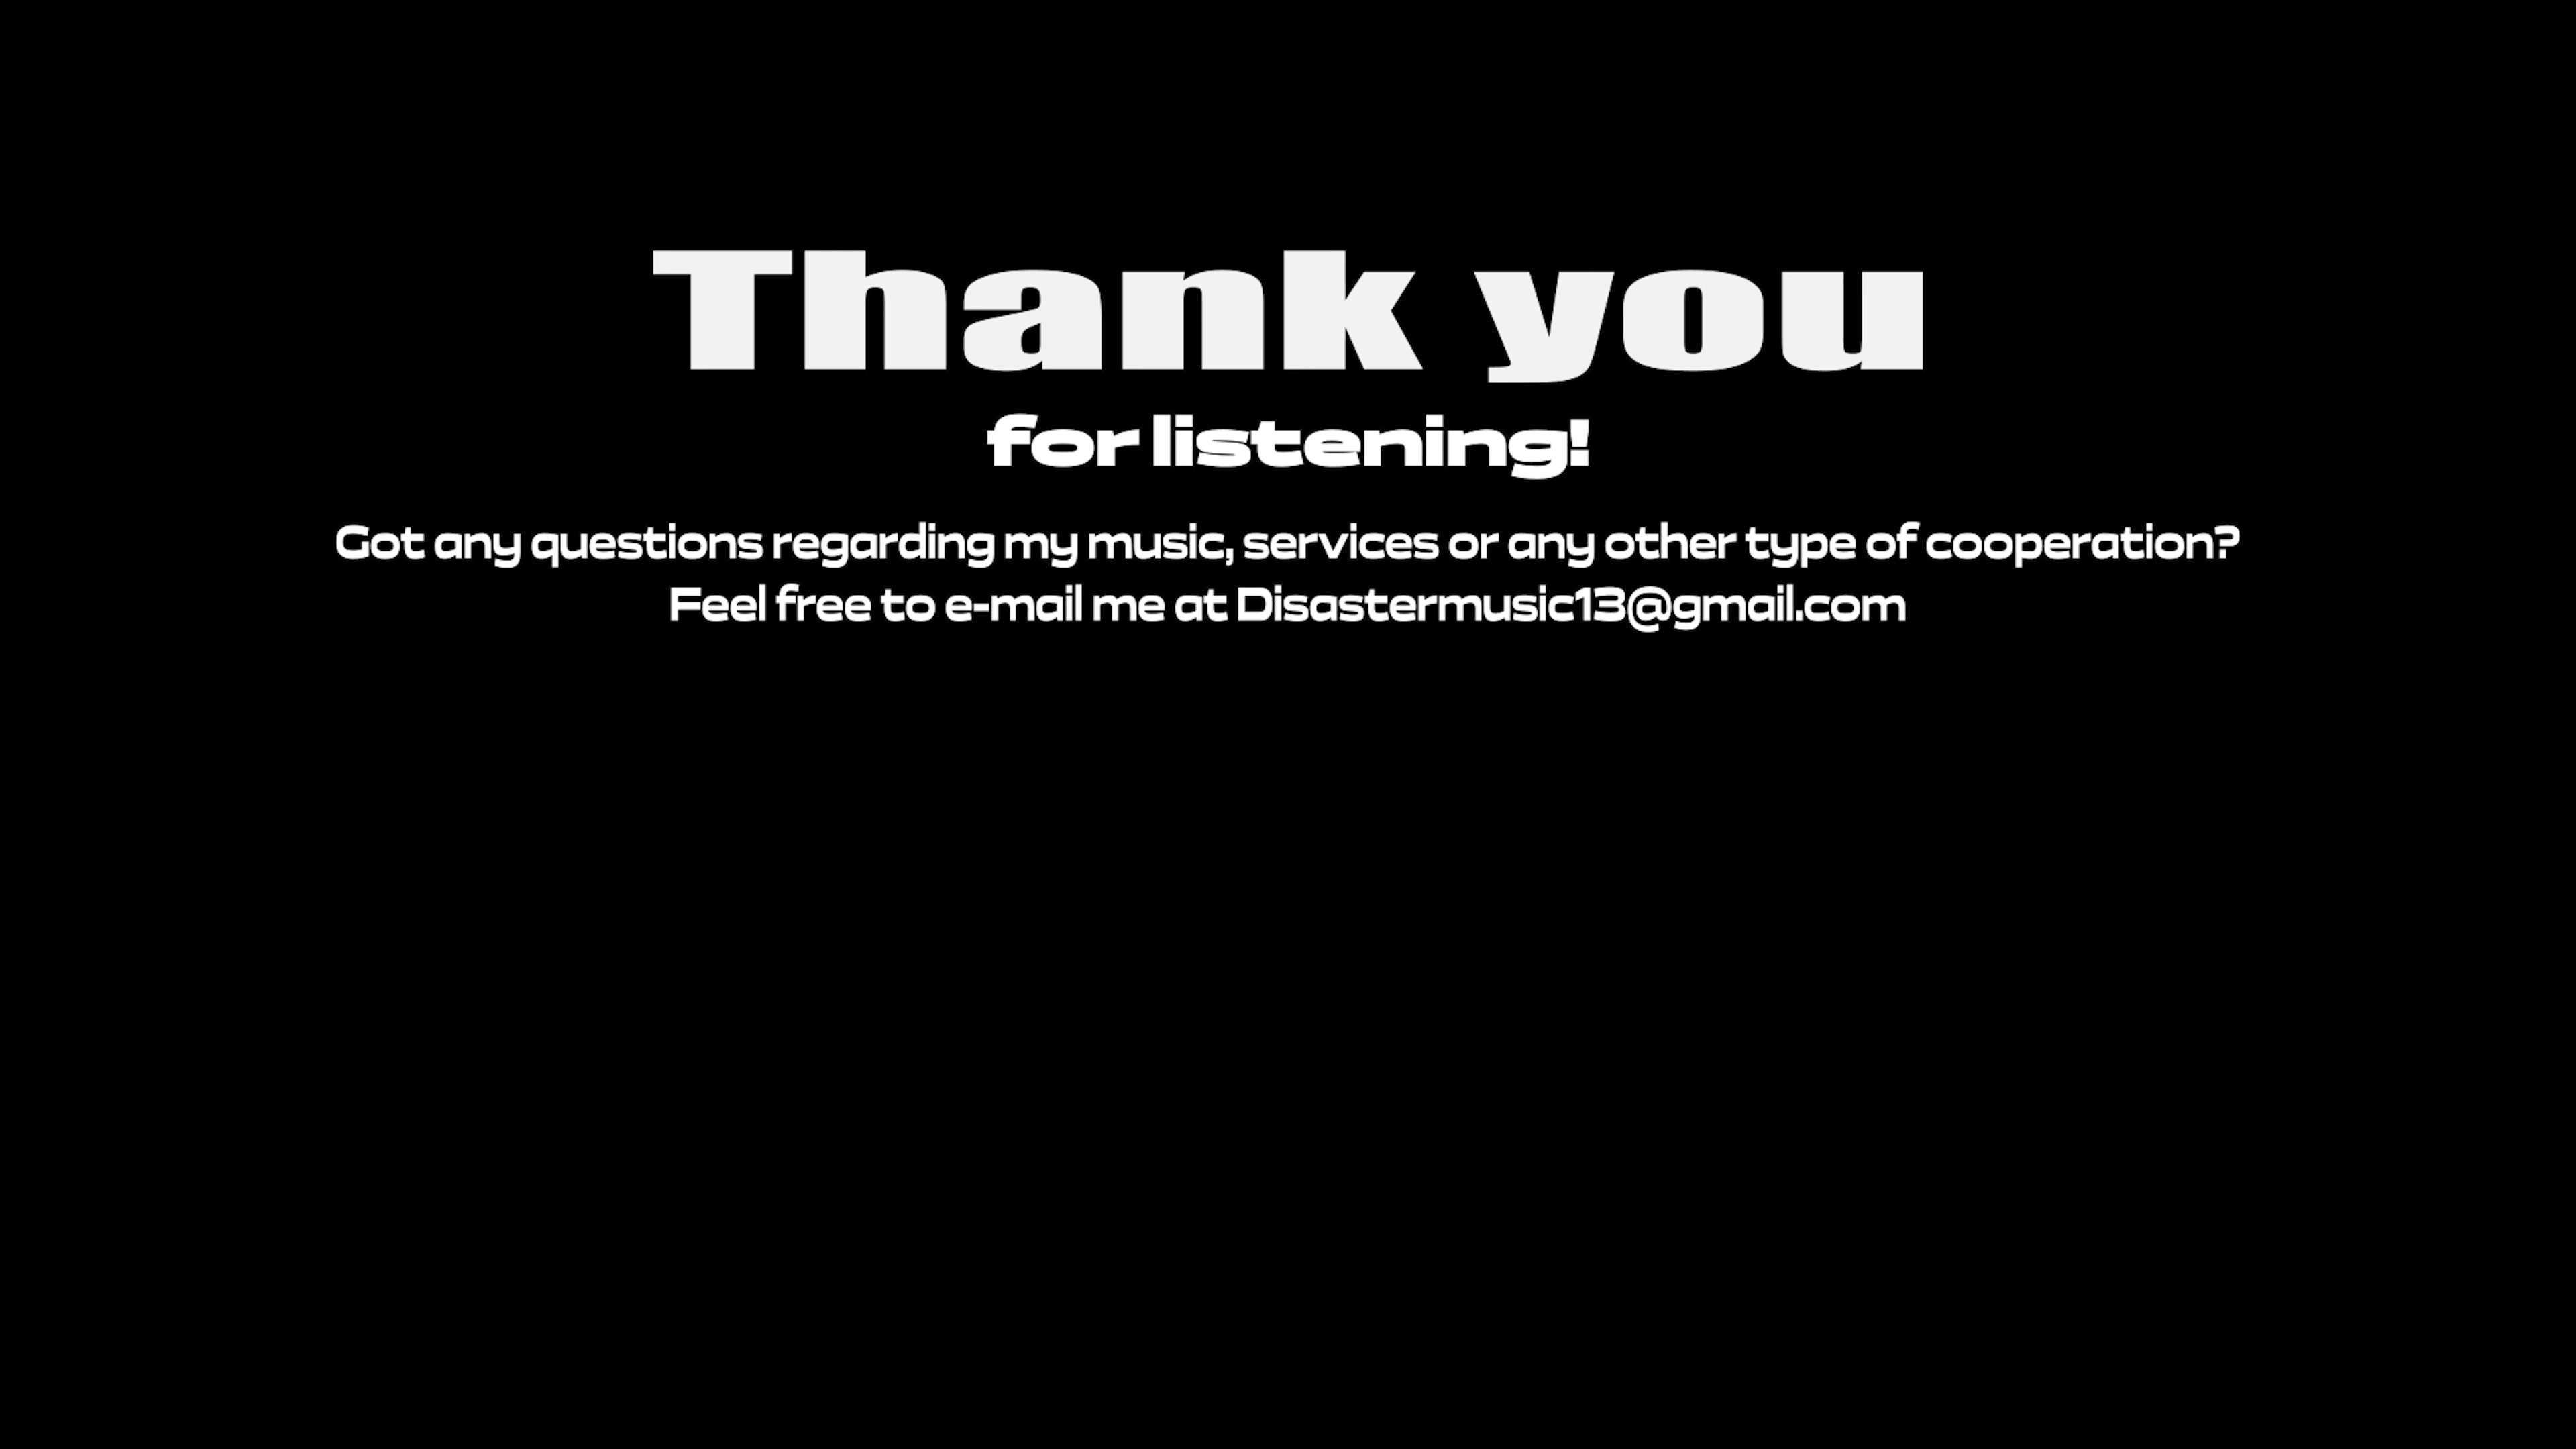 Thank you
for listening!
Got any questions regarding my music, services or any other type of cooperation?
Feel free to e-mail me at Disastermusic13@gmail.com